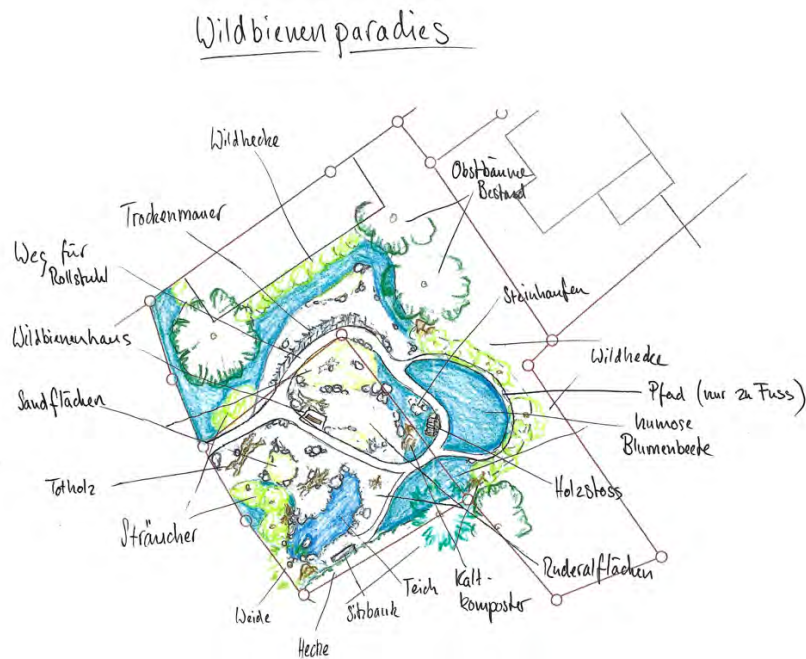 Wildbienenparadies
Wildhecke
Obstbäume
Bestand
Trockenmauer
Weg für
Rollstuhl
Steinhaufen
Wildbienenhaus
Wildhecke
Sandflächen
Pfad (nur zu Fuss)
humose
Blumenbeete
Totholz
Holzstoss
Sträucher
Ruderalflächen
Teich
Kalt-
komposter
Weide
Sitzbank
Hecke